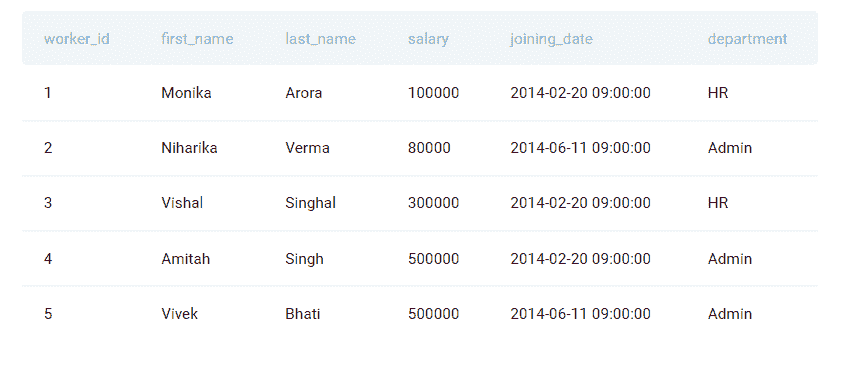 worker_id first_name last_name salary joining_date department
1 Monika Arora 100000 2014-02-20 09:00:00 HR
2 Niharika Verma 80000 2014-06-11 09:00:00 Admin
3 Vishal Singhal 300000 2014-02-20 09:00:00 HR
4 Amitah Singh 500000 2014-02-20 09:00:00 Admin
5 Vivek Bhati 500000 2014-06-11 09:00:00 Admin